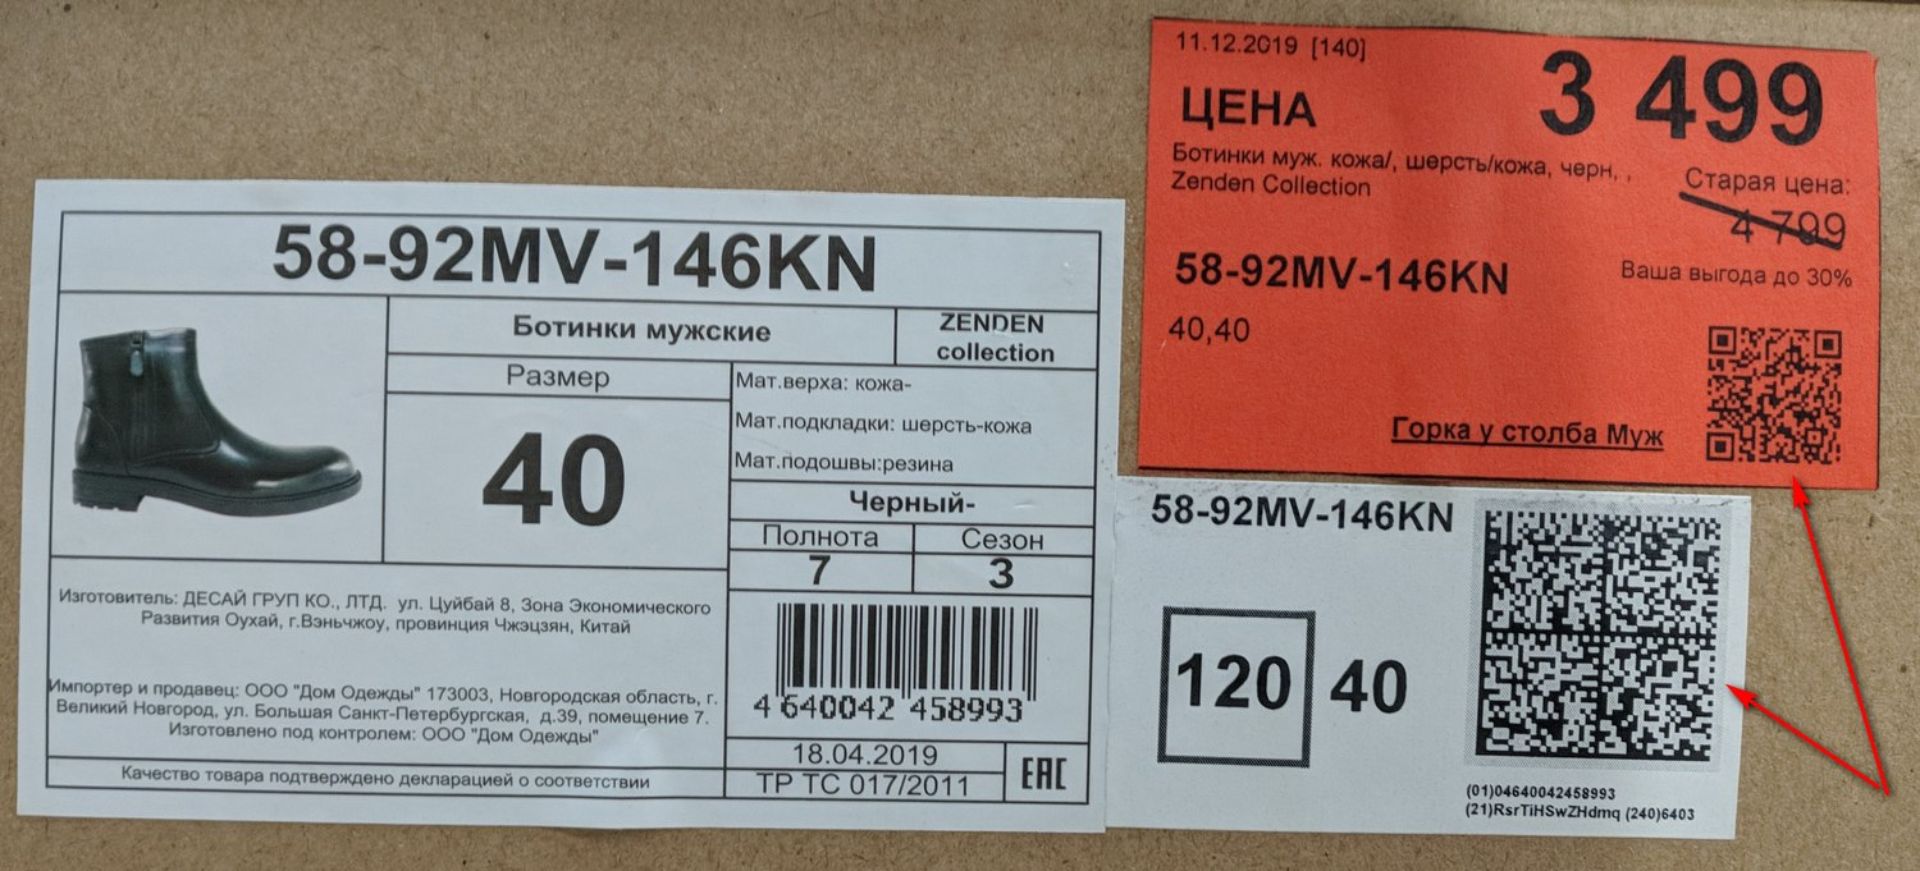 11.12.2019 [140]
ЦЕНА
3 499
Ботинки муж. кожа/, шерсть/кожа, черн, ,
Zenden Collection
Старая цена:
4 799
58-92MV-146KN
Ваша выгода до 30%
40,40
Горка у столба Муж
58-92MV-146KN
Ботинки мужские
ZENDEN
collection
Размер
40
Мат.верха: кожа-
Мат.подкладки: шерсть-кожа
Мат.подошвы:резина
Черный-
Полнота
Сезон
7
3
Изготовитель: ДЕСАЙ ГРУП КО., ЛТД. ул. Цуйбай 8, Зона Экономического
Развития Оухай, г.Вэньчжоу, провинция Чжэцзян, Китай
Импортер и продавец: ООО "Дом Одежды" 173003, Новгородская область, г.
Великий Новгород, ул. Большая Санкт-Петербургская, д.39, помещение 7.
Изготовлено под контролем: ООО "Дом Одежды"
Качество товара подтверждено декларацией о соответствии
4 640042 458993
18.04.2019
ТР ТС 017/2011
EAC
58-92MV-146KN
120
40
(01)04640042458993
(21)RsrTiHSwZHdmq (240)6403